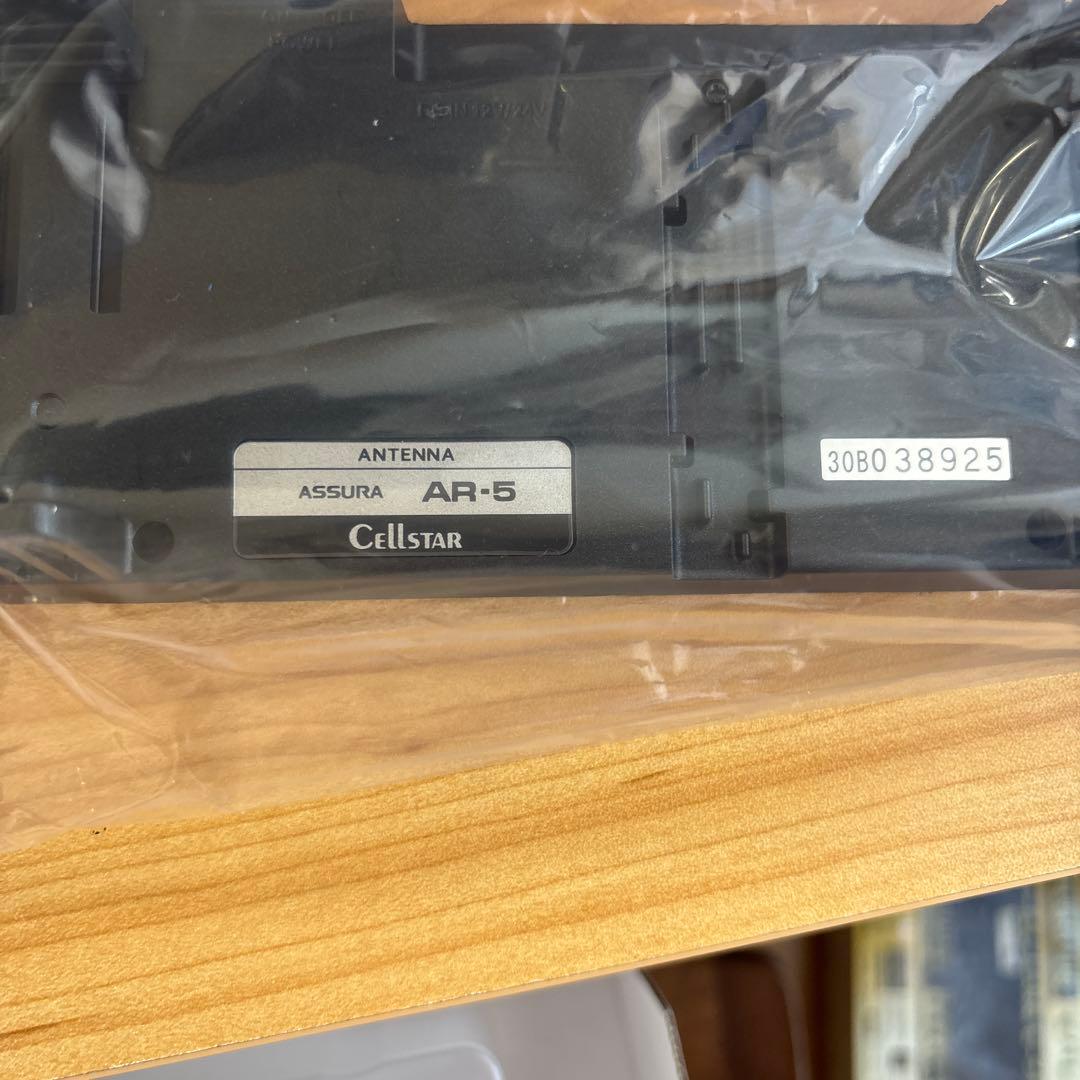 ANTENNA
ASSURA AR-5
CELLSTAR
30B038925